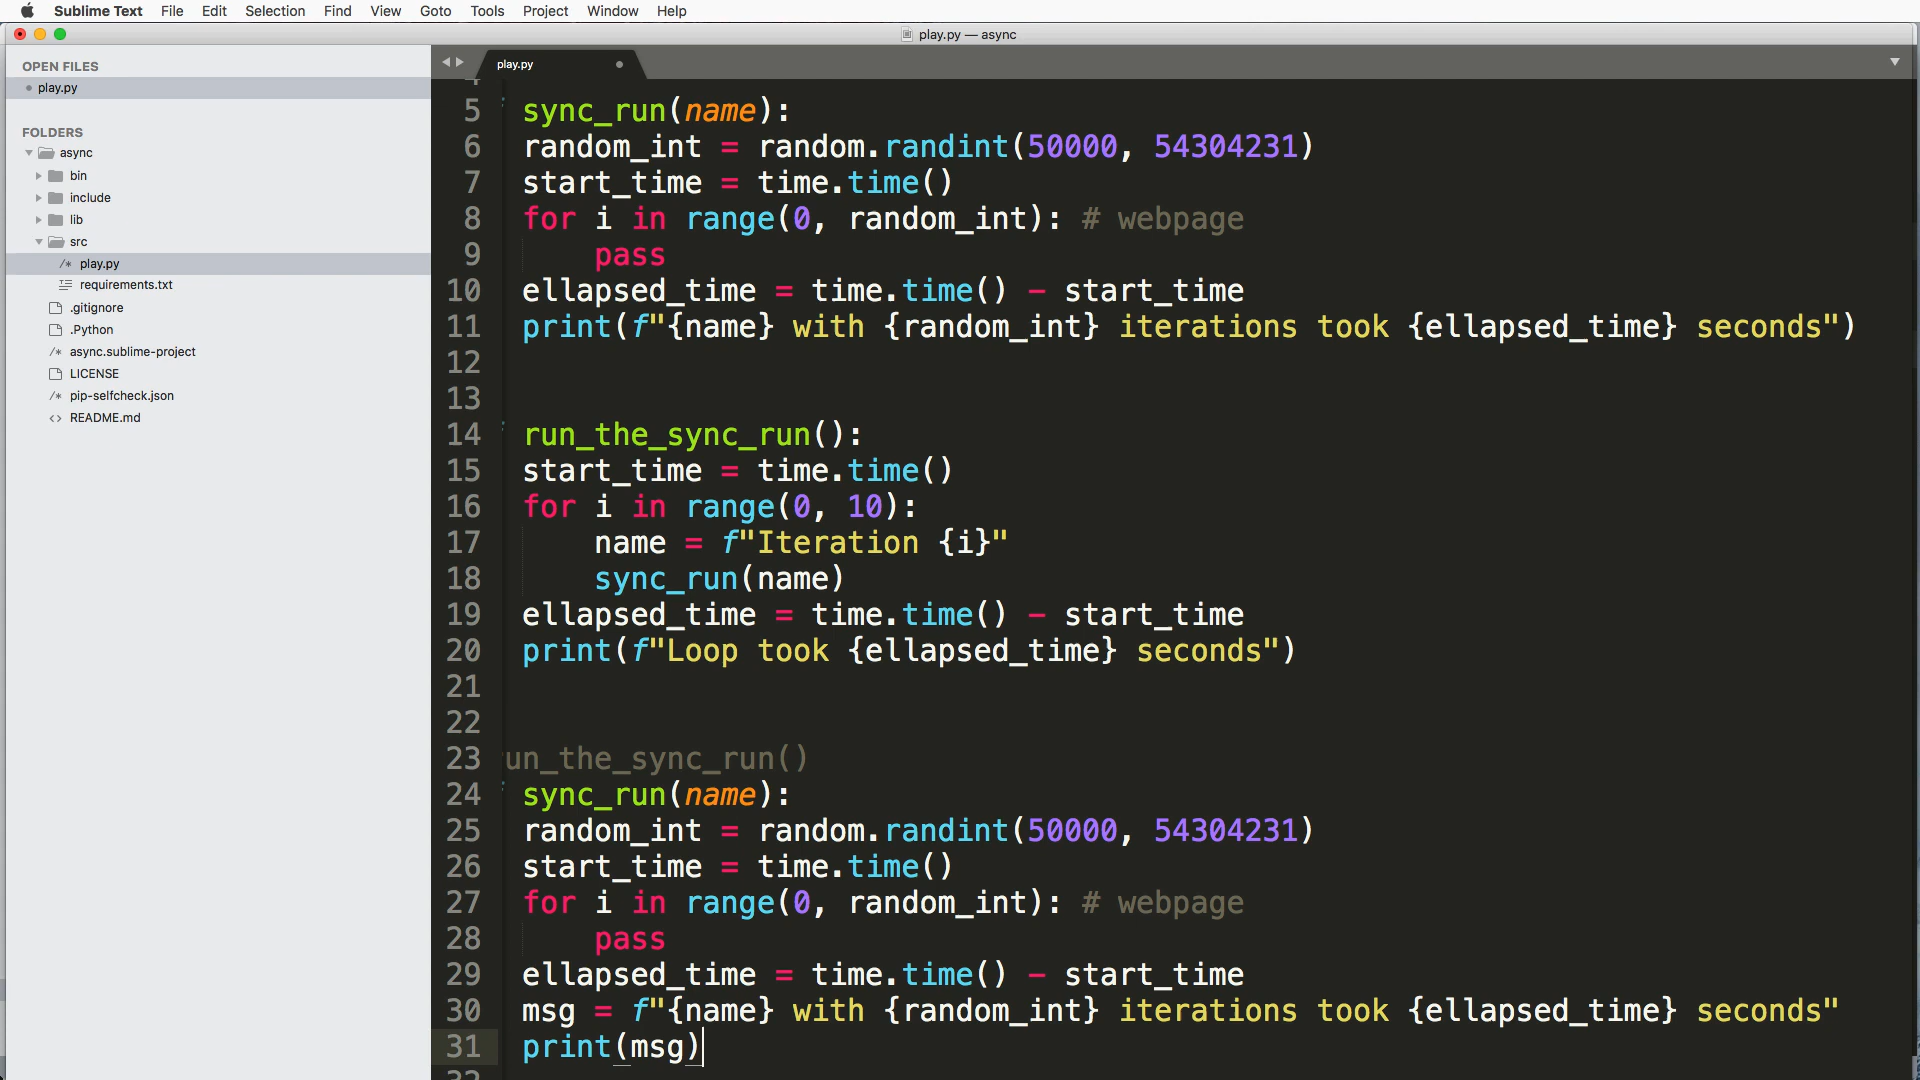 Sublime Text File Edit Selection Find View Goto Tools Project Window Help
play.py — async
OPEN FILES
play.py
FOLDERS
async
bin
include
lib
src
/* play.py
requirements.txt
.gitignore
.Python
/* async.sublime-project
LICENSE
/* pip-selfcheck.json
<> README.md
play.py
5 sync_run(name):
6 random_int = random.randint(50000, 54304231)
7 start_time = time.time()
8 for i in range(0, random_int): # webpage
9 pass
10 ellapsed_time = time.time() - start_time
11 print(f"{name} with {random_int} iterations took {ellapsed_time} seconds")
12
13
14 run_the_sync_run():
15 start_time = time.time()
16 for i in range(0, 10):
17 name = f"Iteration {i}"
18 sync_run(name)
19 ellapsed_time = time.time() - start_time
20 print(f"Loop took {ellapsed_time} seconds")
21
22
23 un_the_sync_run()
24 sync_run(name):
25 random_int = random.randint(50000, 54304231)
26 start_time = time.time()
27 for i in range(0, random_int): # webpage
28 pass
29 ellapsed_time = time.time() - start_time
30 msg = f"{name} with {random_int} iterations took {ellapsed_time} seconds"
31 print(msg)